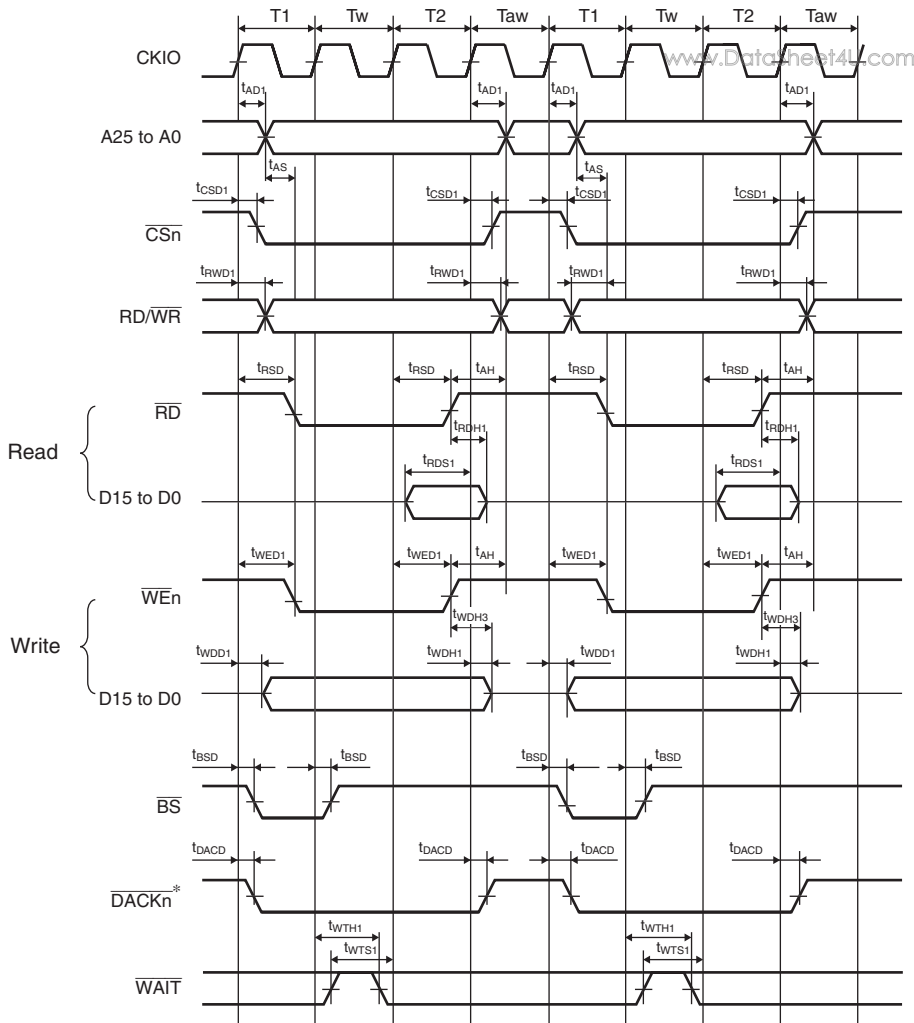 T1 Tw T2 Taw T1 Tw T2 Taw
CKIO
www.DataSheet4U.com
tAD1 tAD1 tAD1 tAD1
A25 to A0
tAS tAS
tCSD1 tCSD1 tCSD1 tCSD1
CSn
tRWD1 tRWD1 tRWD1 tRWD1
RD/WR
tRSD tRSD tAH tRSD tRSD tAH
RD
tRDH1 tRDH1
Read
tRDS1 tRDS1
D15 to D0
tWED1 tWED1 tAH tWED1 tWED1 tAH
WEn
tWDH3 tWDH3
Write
tWDD1 tWDH1 tWDD1 tWDH1
D15 to D0
tBSD tBSD tBSD tBSD
BS
tDACD tDACD tDACD tDACD
DACKn*
tWTH1 tWTH1
tWTS1 tWTS1
WAIT